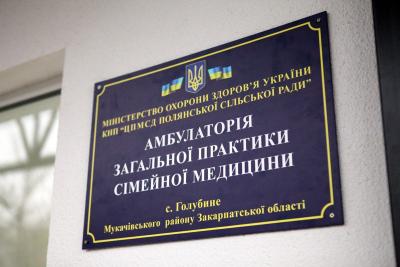 МІНІСТЕРСТВО ОХОРОНИ ЗДОРОВ'Я УКРАЇНИ
КНП "ЦПМСД ПОЛЯНСЬКОЇ СІЛЬСЬКОЇ РАДИ"
АМБУЛАТОРІЯ
ЗАГАЛЬНОЇ ПРАКТИКИ
СІМЕЙНОЇ МЕДИЦИНИ
с. Голубине
Мукачівського району Закарпатської області